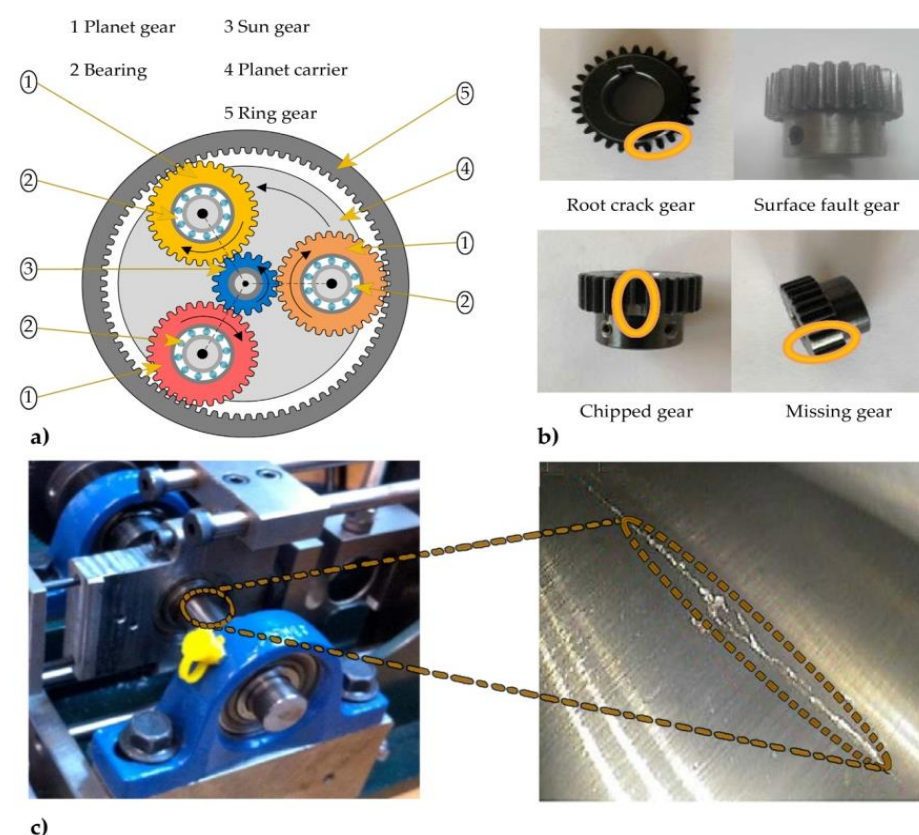 1 Planet gear 3 Sun gear
2 Bearing 4 Planet carrier
5 Ring gear
1
5
2
4
1
3
2
2
1
a)
Root crack gear Surface fault gear
Chipped gear Missing gear
b)
c)